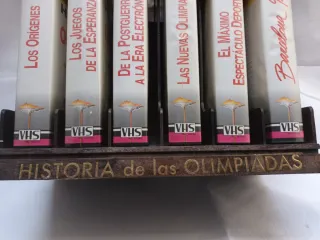 LOS ORÍGENES
LOS JUEGOS
DE LA ESPERANZA
DE LA POSTGUERRA
A LA ERA ELECTRÓNICA
LAS NUEVAS OLIMPIADAS
EL MÁXIMO
ESPECTÁCULO DEPORTIVO
Barcelona
VHS
VHS
VHS
VHS
VHS
VHS
HISTORIA de las OLIMPIADAS